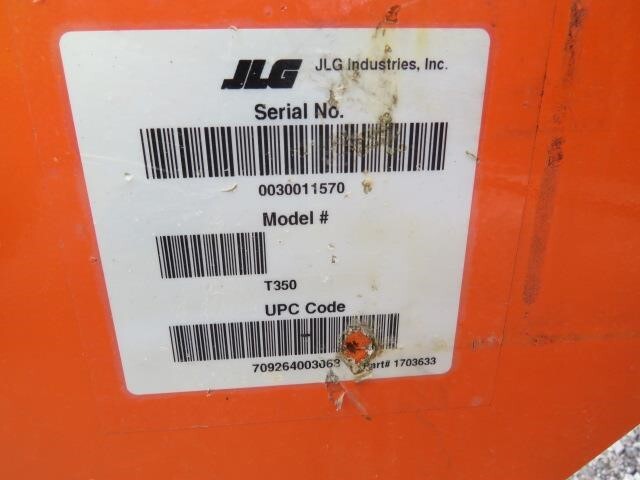 JLG JLG Industries, Inc.
Serial No.
0030011570
Model #
T350
UPC Code
709264003063 Part# 1703633